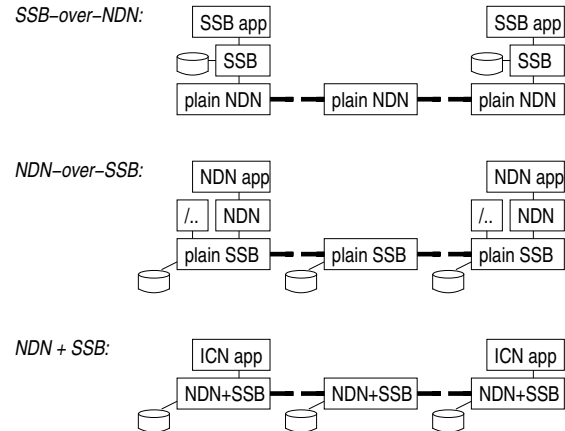 SSB–over–NDN:
SSB app SSB app
SSB SSB
plain NDN plain NDN plain NDN
NDN–over–SSB:
NDN app NDN app
/.. NDN /.. NDN
plain SSB plain SSB plain SSB
NDN + SSB:
ICN app ICN app
NDN+SSB NDN+SSB NDN+SSB